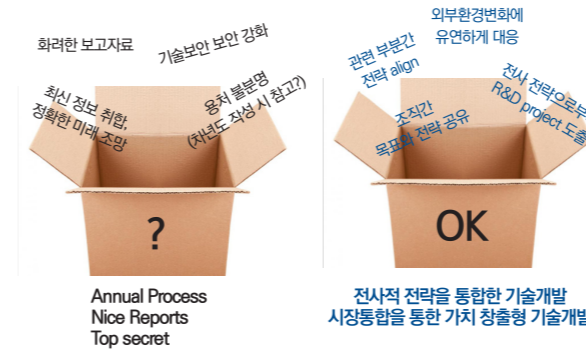 화려한 보고자료
기술보안 보안 강화
최신 정보 취합,
정확한 미래 조망
용처 불분명
(차년도 작성 시 참고?)
?
Annual Process
Nice Reports
Top secret
외부환경변화에
유연하게 대응
관련 부분간
전략 align
조직간
목표와 전략 공유
전사 전략으로부
R&D project 도출
OK
전사적 전략을 통합한 기술개발
시장통합을 통한 가치 창출형 기술개발